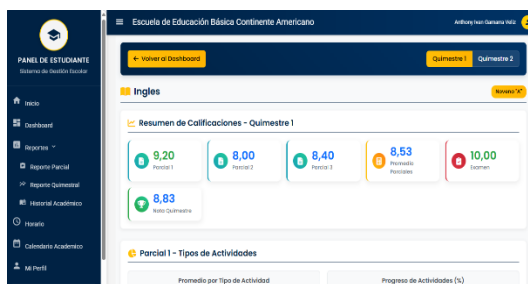 Escuela de Educación Básica Continente Americano
Anthony Ivan Gamarra Veliz
PANEL DE ESTUDIANTE
Sistema de Gestión Escolar
Inicio
Dashboard
Reportes
Reporte Parcial
Reporte Quimestral
Historial Académico
Horario
Calendario Academico
Mi Perfil
← Volver al Dashboard
Quimestre 1
Quimestre 2
Ingles
Noveno "A"
Resumen de Calificaciones - Quimestre 1
9,20
Parcial 1
8,00
Parcial 2
8,40
Parcial 3
8,53
Promedio
Parciales
10,00
Examen
8,83
Nota Quimestre
Parcial 1 - Tipos de Actividades
Promedio por Tipo de Actividad
Progreso de Actividades (%)